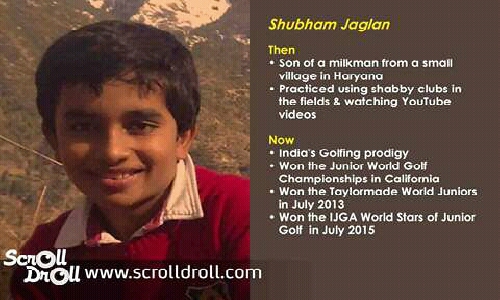 Shubham Jaglan
Then
• Son of a milkman from a small
village in Haryana
• Practiced using shabby clubs in
the fields & watching YouTube
videos
Now
• India's Golfing prodigy
• Won the Junior World Golf
Championships in California
• Won the Taylormade World Juniors
in July 2013
• Won the IJGA World Stars of Junior
Golf in July 2015
Scroll
Droll
www.scrolldroll.com